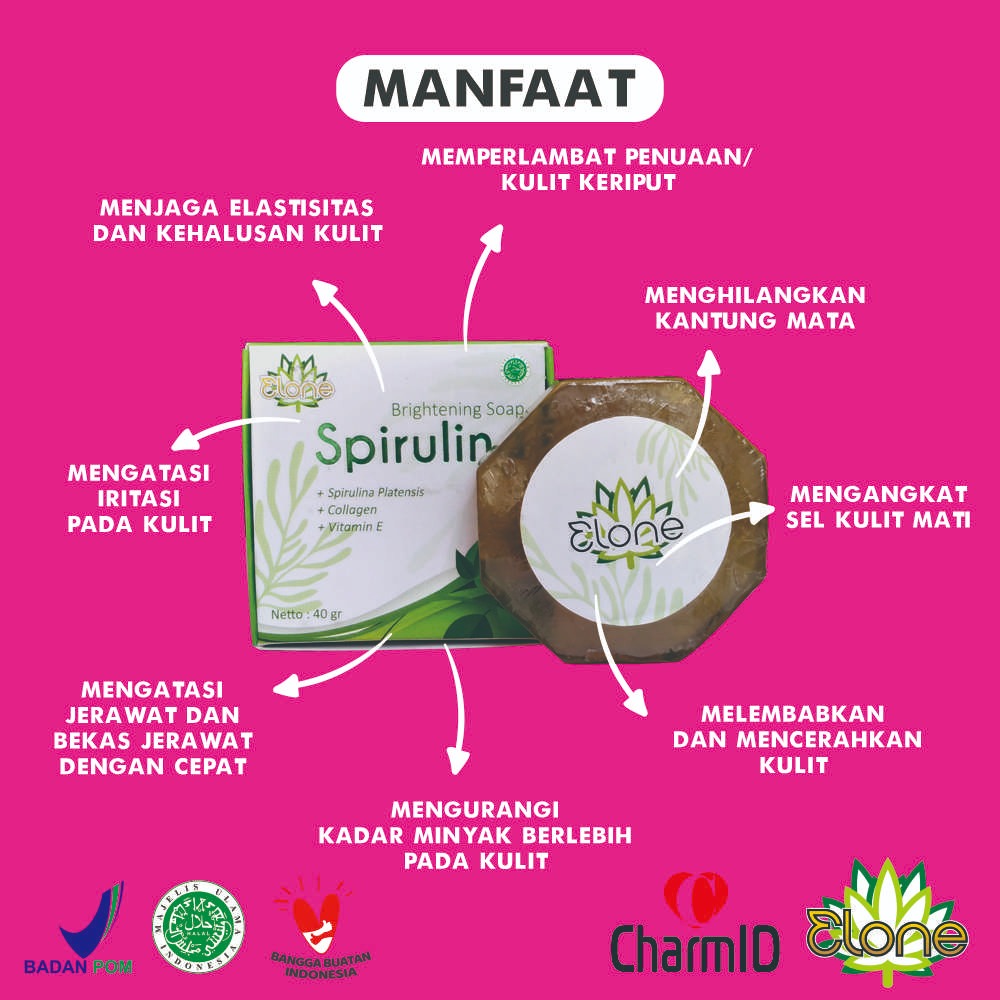 MANFAAT
MEMPERLAMBAT PENUAAN/
KULIT KERIPUT
MENJAGA ELASTISITAS
DAN KEHALUSAN KULIT
MENGHILANGKAN
KANTUNG MATA
MENGATASI
IRITASI
PADA KULIT
Elone
Brightening Soap
Spirulin
+ Spirulina Platensis
+ Collagen
+ Vitamin E
Netto : 40 gr
Elone
MENGANGKAT
SEL KULIT MATI
MENGATASI
JERAWAT DAN
BEKAS JERAWAT
DENGAN CEPAT
MELEMBABKAN
DAN MENCERAHKAN
KULIT
MENGURANGI
KADAR MINYAK BERLEBIH
PADA KULIT
BADAN POM
MAJELIS ULAMA
INDONESIA
حلال
HALAL
BANGGA BUATAN
INDONESIA
CharmID
Elone